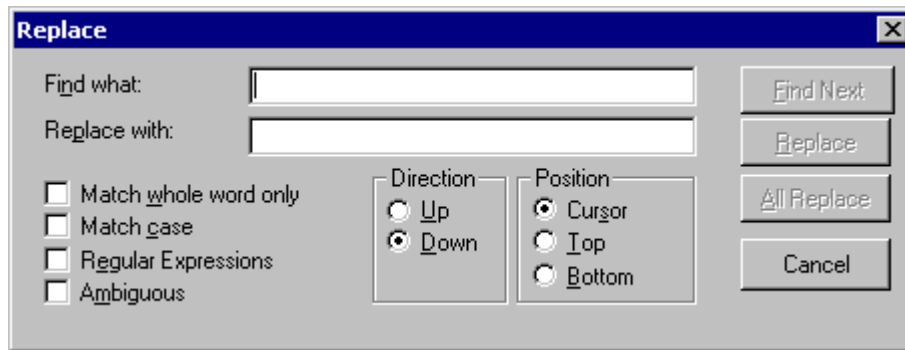 Replace
Find what:
Find Next
Replace with:
Replace
Direction
Position
Match whole word only
Up
Cursor
All Replace
Match case
Down
Top
Regular Expressions
Cancel
Bottom
Ambiguous